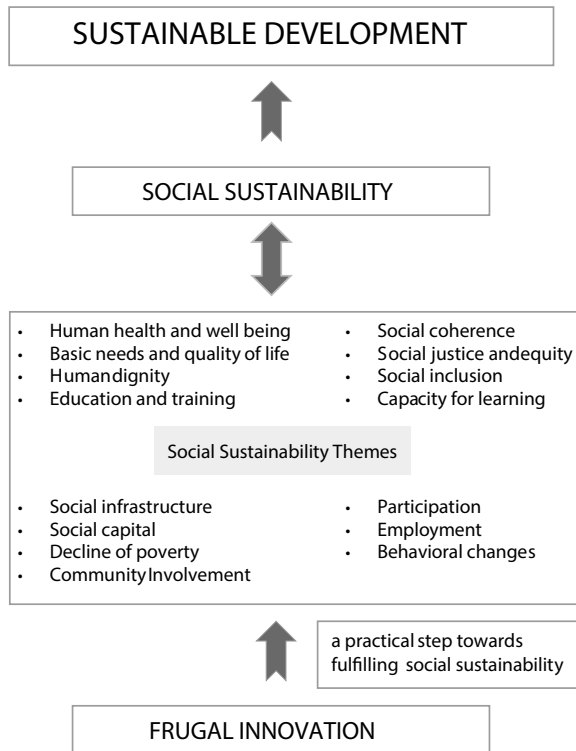 SUSTAINABLE DEVELOPMENT
SOCIAL SUSTAINABILITY
• Human health and well being
• Basic needs and quality of life
• Humandignity
• Education and training
• Social coherence
• Social justice andequity
• Social inclusion
• Capacity for learning
Social Sustainability Themes
• Social infrastructure
• Social capital
• Decline of poverty
• CommunityInvolvement
• Participation
• Employment
• Behavioral changes
a practical step towards
fulfilling social sustainability
FRUGAL INNOVATION